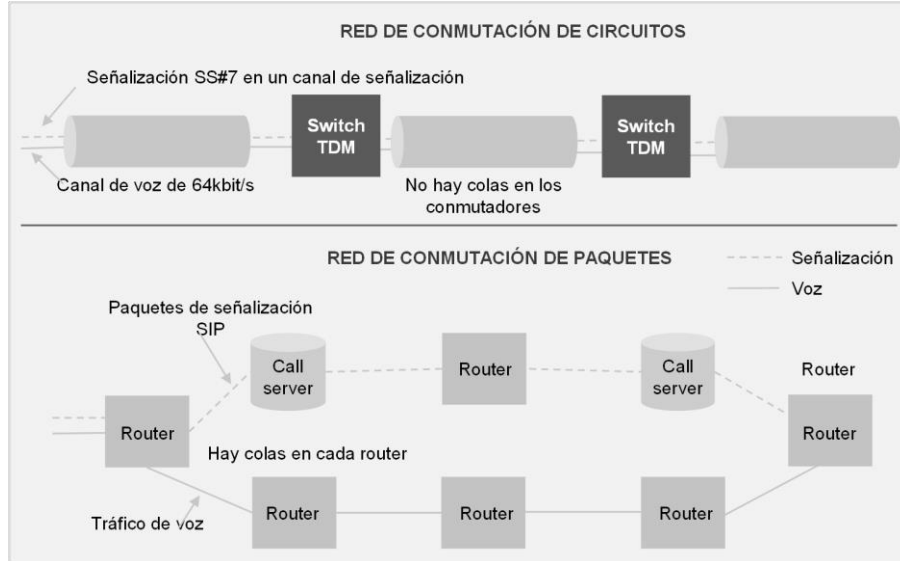 RED DE CONMUTACIÓN DE CIRCUITOS
Señalización SS#7 en un canal de señalización
Switch
TDM
Switch
TDM
Canal de voz de 64kbit/s
No hay colas en los
conmutadores
RED DE CONMUTACIÓN DE PAQUETES
Señalización
Voz
Paquetes de señalización
SIP
Call
server
Router
Call
server
Router
Router
Router
Hay colas en cada router
Tráfico de voz
Router
Router
Router